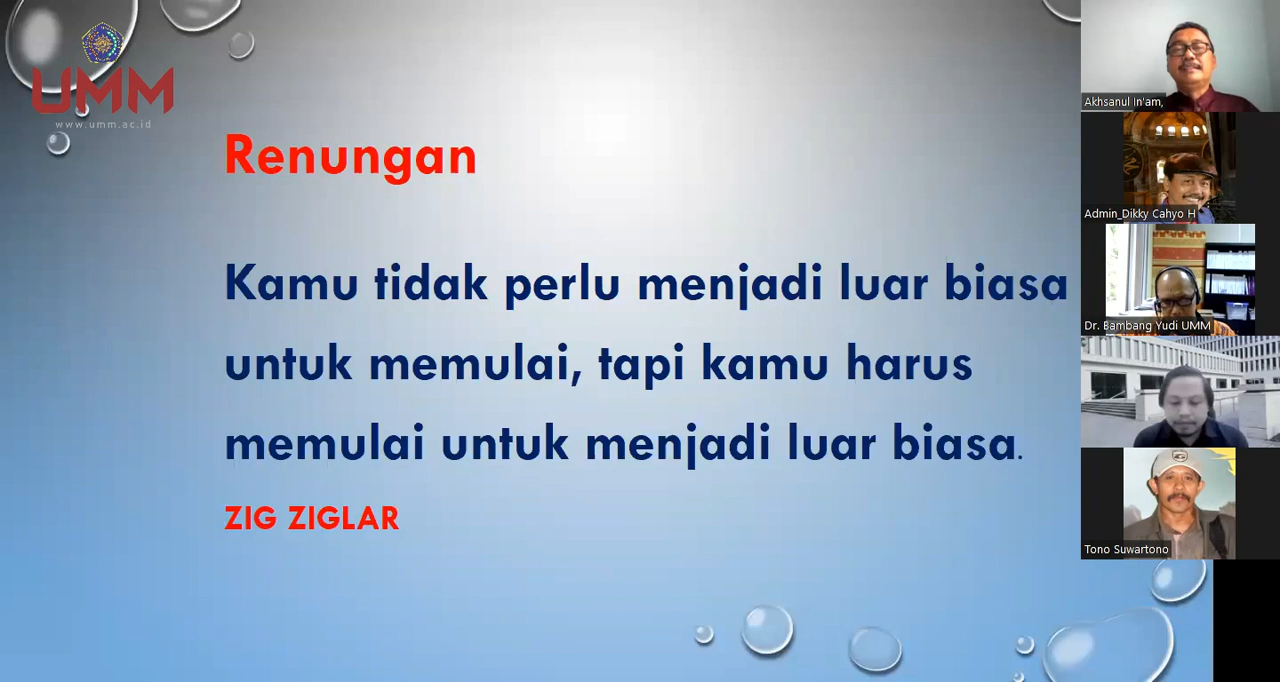 UMM
www.umm.ac.id
Renungan
Kamu tidak perlu menjadi luar biasa
untuk memulai, tapi kamu harus
memulai untuk menjadi luar biasa.
ZIG ZIGLAR
Akhsanul In'am,
Admin_Dikky Cahyo H
Dr. Bambang Yudi UMM
Tono Suwartono